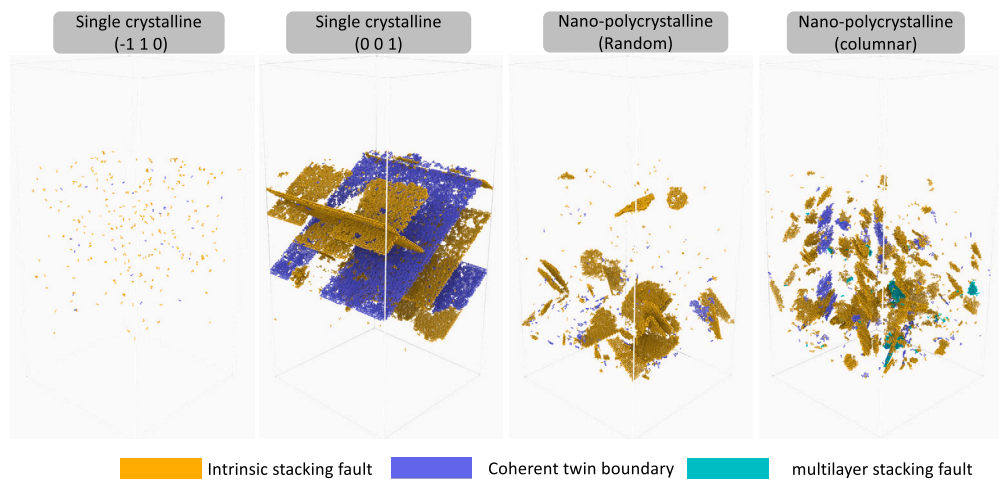 Single crystalline
(-1 1 0)
Single crystalline
(0 0 1)
Nano-polycrystalline
(Random)
Nano-polycrystalline
(columnar)
Intrinsic stacking fault
Coherent twin boundary
multilayer stacking fault